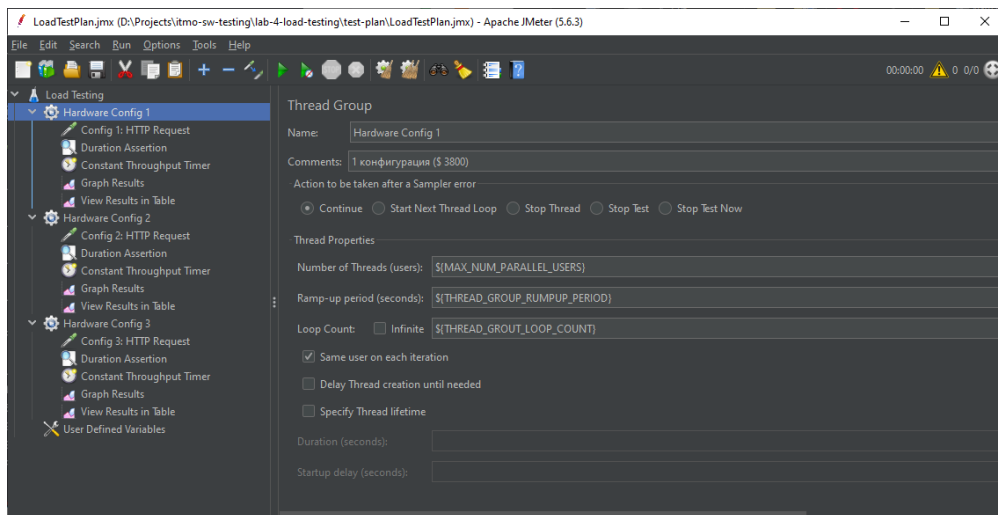 LoadTestPlan.jmx (D:\Projects\itmo-sw-testing\lab-4-load-testing\test-plan\LoadTestPlan.jmx) - Apache JMeter (5.6.3)
File Edit Search Run Options Tools Help
00:00:00 0 0/0
Load Testing
Hardware Config 1
Config 1: HTTP Request
Duration Assertion
Constant Throughput Timer
Graph Results
View Results in Table
Hardware Config 2
Config 2: HTTP Request
Duration Assertion
Constant Throughput Timer
Graph Results
View Results in Table
Hardware Config 3
Config 3: HTTP Request
Duration Assertion
Constant Throughput Timer
Graph Results
View Results in Table
User Defined Variables
Thread Group
Name: Hardware Config 1
Comments: 1 конфигурация ($ 3800)
Action to be taken after a Sampler error
Continue Start Next Thread Loop Stop Thread Stop Test Stop Test Now
Thread Properties
Number of Threads (users): ${MAX_NUM_PARALLEL_USERS}
Ramp-up period (seconds): ${THREAD_GROUP_RUMPUP_PERIOD}
Loop Count: Infinite ${THREAD_GROUT_LOOP_COUNT}
Same user on each iteration
Delay Thread creation until needed
Specify Thread lifetime
Duration (seconds):
Startup delay (seconds):